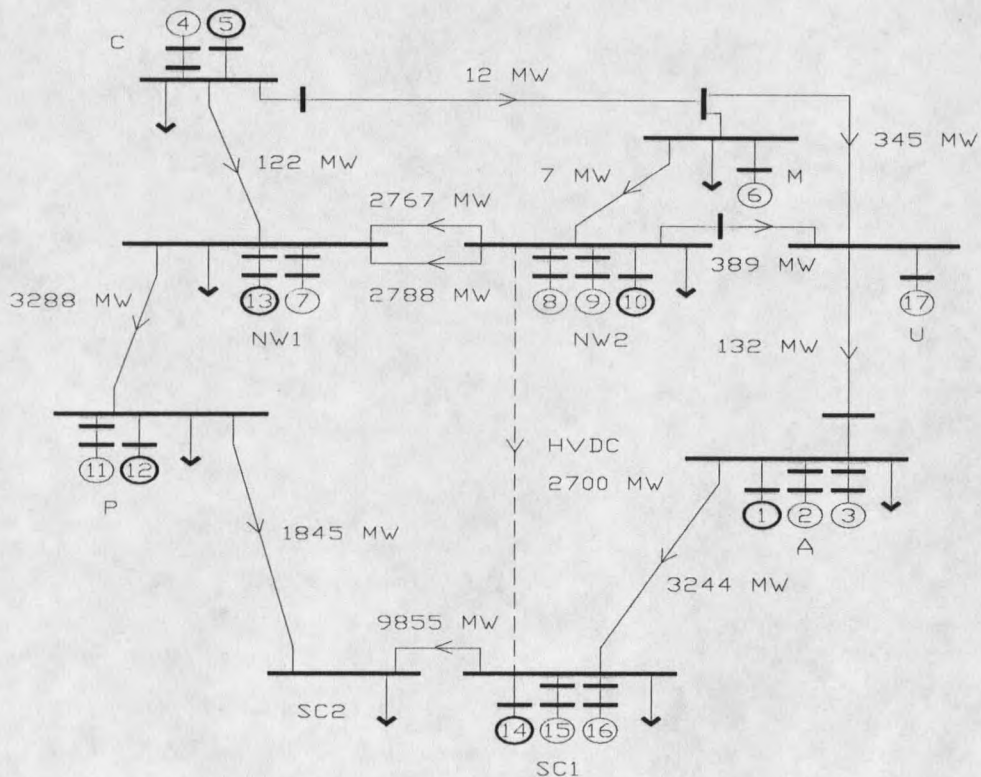 C
4
5
12 MW
345 MW
122 MW
7 MW
6
M
2767 MW
2788 MW
389 MW
3288 MW
13
7
NW1
8
9
10
NW2
17
U
132 MW
11
12
P
HVDC
2700 MW
1
2
3
A
1845 MW
3244 MW
9855 MW
SC2
14
15
16
SC1